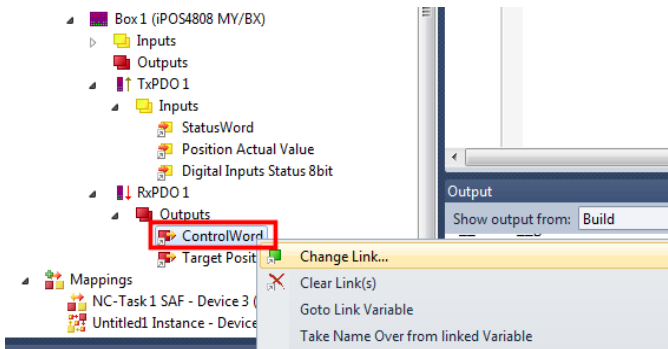 Box 1 (iPOS4808 MY/BX)
Inputs
Outputs
TxPDO 1
Inputs
StatusWord
Position Actual Value
Digital Inputs Status 8bit
RxPDO 1
Outputs
ControlWord
Target Posit
Mappings
NC-Task 1 SAF - Device 3 (
Untitled1 Instance - Device
Output
Show output from: Build
Change Link...
Clear Link(s)
Goto Link Variable
Take Name Over from linked Variable